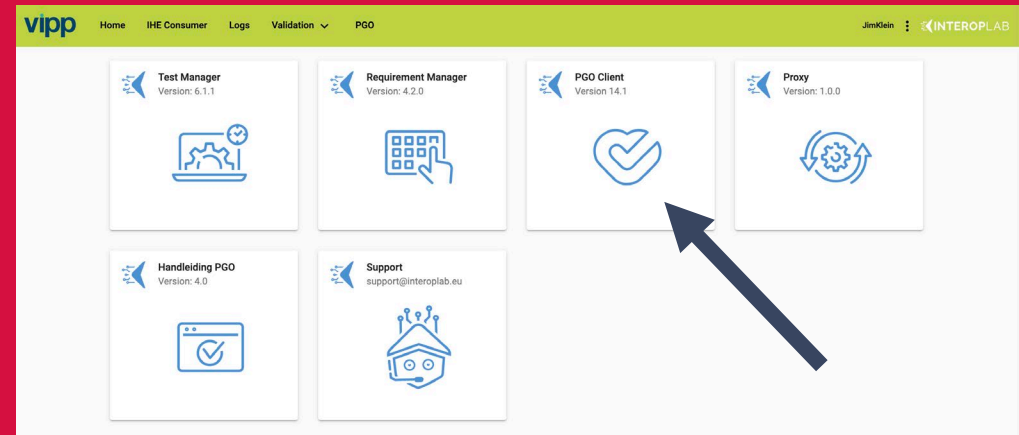 vipp Home IHE Consumer Logs Validation PGO JimKlein INTEROPLAB
Test Manager
Version: 6.1.1
Requirement Manager
Version: 4.2.0
PGO Client
Version 14.1
Proxy
Version: 1.0.0
Handleiding PGO
Version: 4.0
Support
support@interoplab.eu